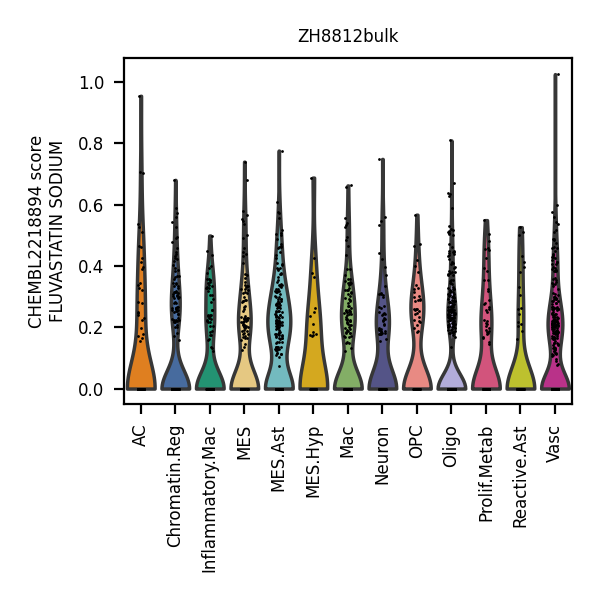 ZH8812bulk
CHEMBL2218894 score
FLUVASTATIN SODIUM
1.0
0.8
0.6
0.4
0.2
0.0
AC
Chromatin.Reg
Inflammatory.Mac
MES
MES.Ast
MES.Hyp
Mac
Neuron
OPC
Oligo
Prolif.Metab
Reactive.Ast
Vasc